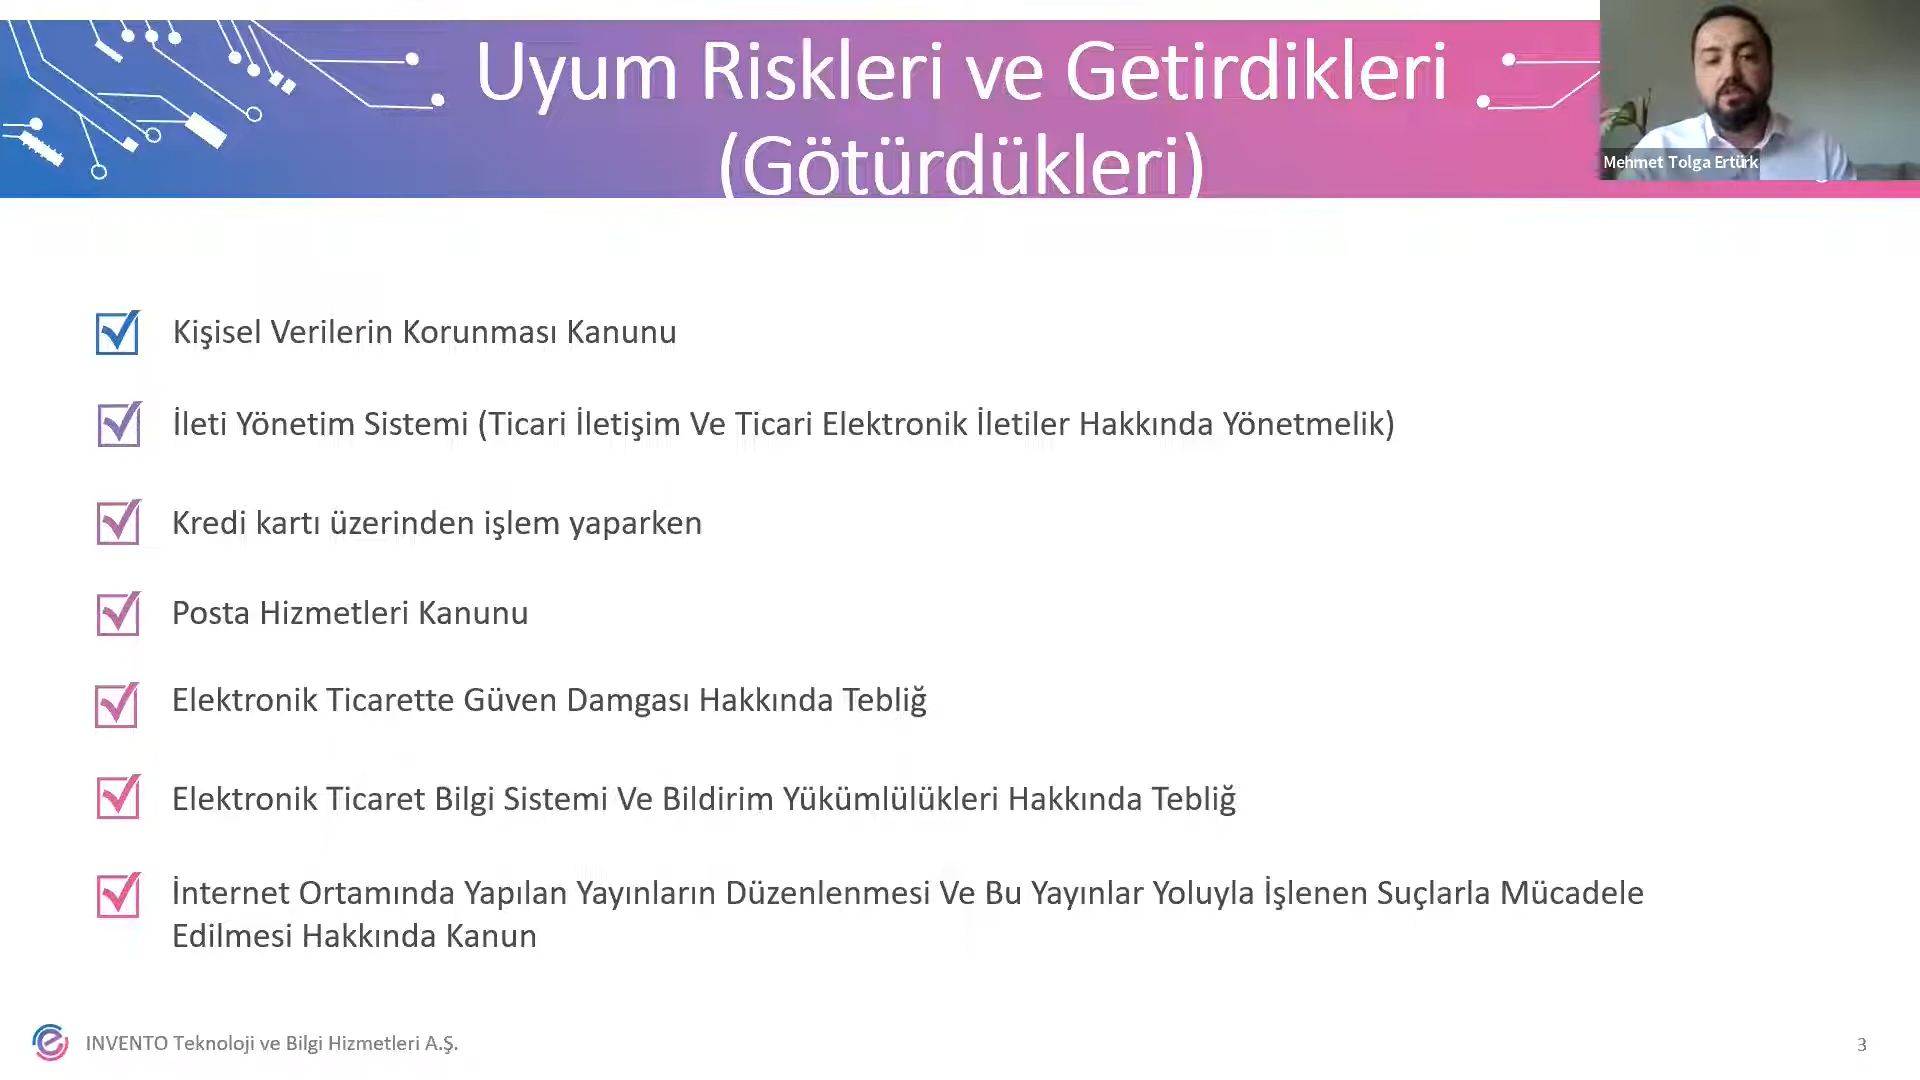 Uyum Riskleri ve Getirdikleri
(Götürdükleri)
Mehmet Tolga Ertürk
Kişisel Verilerin Korunması Kanunu
İleti Yönetim Sistemi (Ticari İletişim Ve Ticari Elektronik İletiler Hakkında Yönetmelik)
Kredi kartı üzerinden işlem yaparken
Posta Hizmetleri Kanunu
Elektronik Ticarette Güven Damgası Hakkında Tebliğ
Elektronik Ticaret Bilgi Sistemi Ve Bildirim Yükümlülükleri Hakkında Tebliğ
İnternet Ortamında Yapılan Yayınların Düzenlenmesi Ve Bu Yayınlar Yoluyla İşlenen Suçlarla Mücadele
Edilmesi Hakkında Kanun
INVENTO Teknoloji ve Bilgi Hizmetleri A.Ş.
3